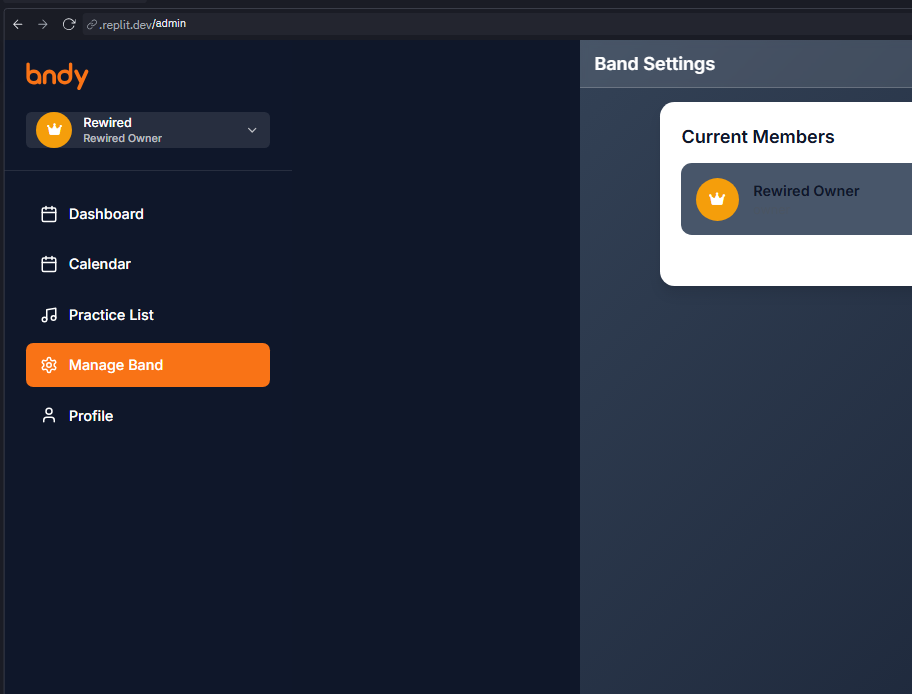 .replit.dev/admin
bndy
Rewired
Rewired Owner
Dashboard
Calendar
Practice List
Manage Band
Profile
Band Settings
Current Members
Rewired Owner